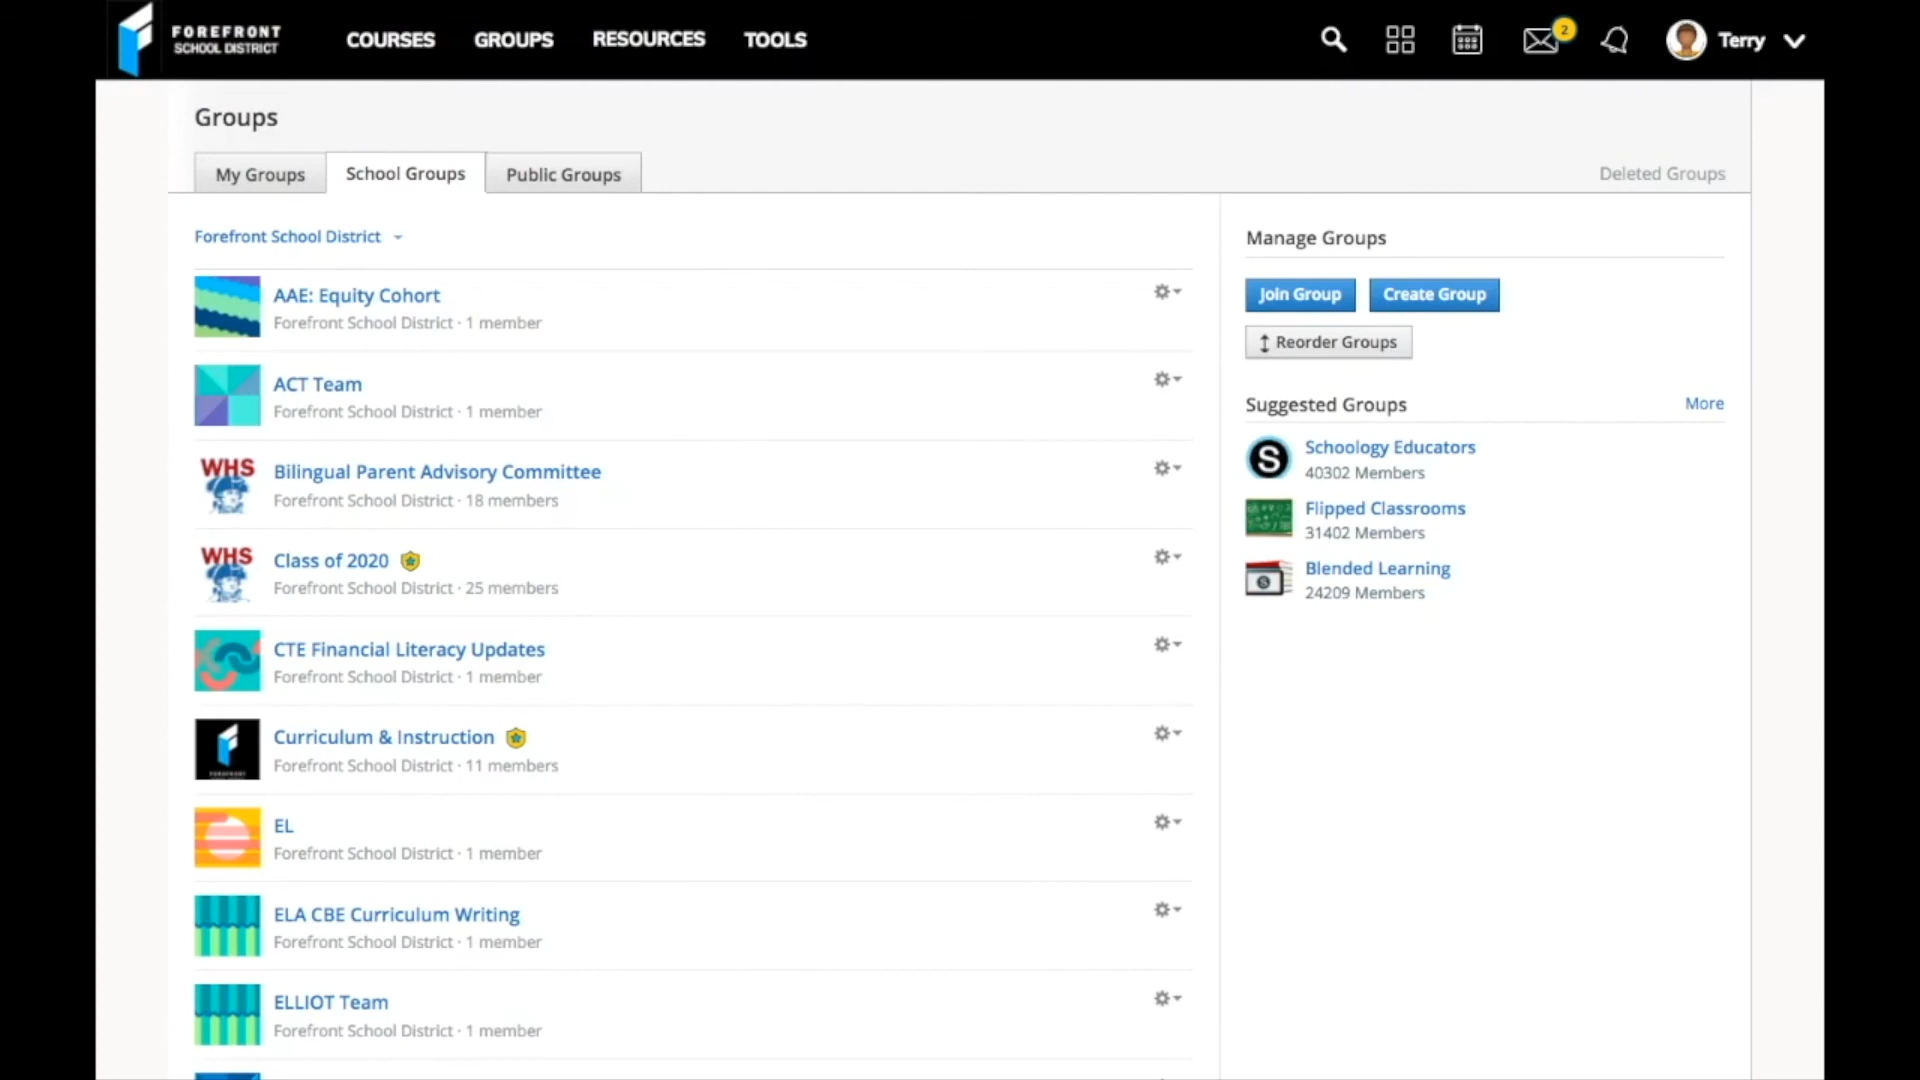 FOREFRONT
SCHOOL DISTRICT
COURSES
GROUPS
RESOURCES
TOOLS
2
Terry
Groups
My Groups
School Groups
Public Groups
Deleted Groups
Forefront School District
AAE: Equity Cohort
Forefront School District · 1 member
ACT Team
Forefront School District · 1 member
WHS
Bilingual Parent Advisory Committee
Forefront School District · 18 members
WHS
Class of 2020
Forefront School District · 25 members
CTE Financial Literacy Updates
Forefront School District · 1 member
Curriculum & Instruction
Forefront School District · 11 members
FOREFRONT
EL
Forefront School District · 1 member
ELA CBE Curriculum Writing
Forefront School District · 1 member
ELLIOT Team
Forefront School District · 1 member
Manage Groups
Join Group
Create Group
Reorder Groups
Suggested Groups
More
S
Schoology Educators
40302 Members
Flipped Classrooms
31402 Members
S
Blended Learning
24209 Members